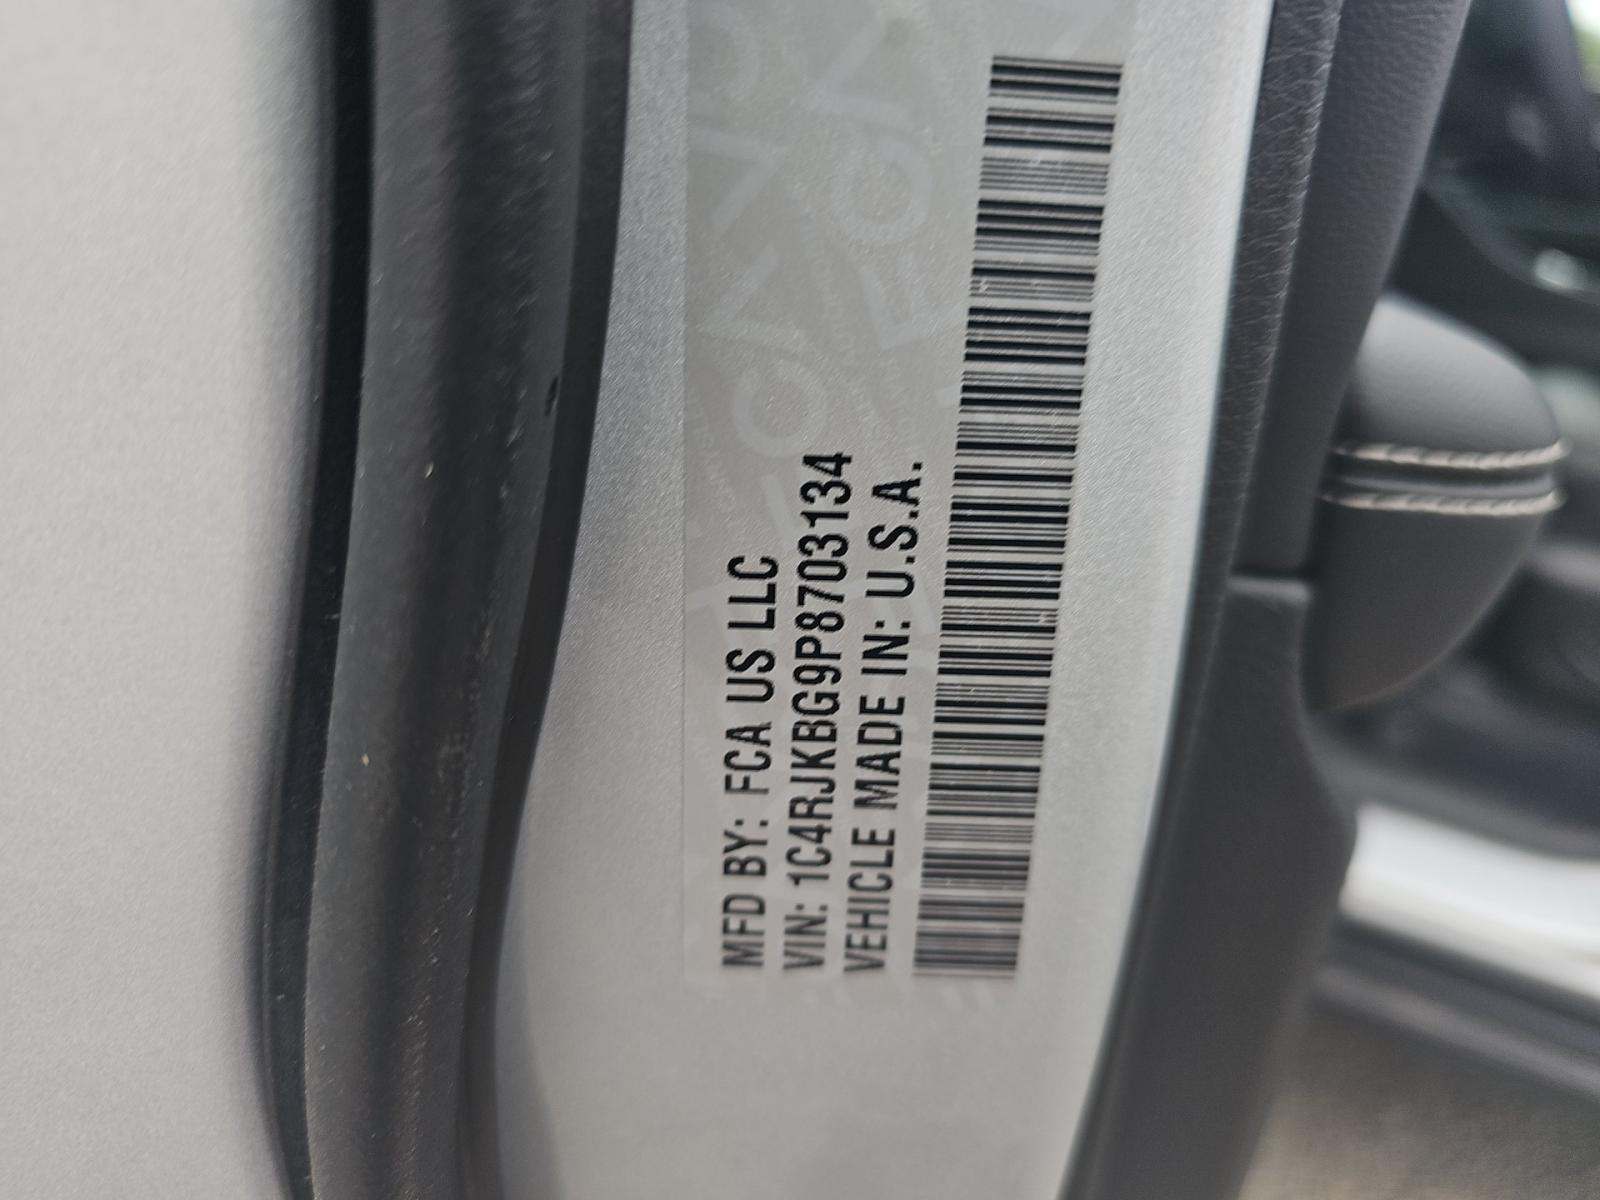 MFD BY: FCA US LLC
VIN: 1C4RJKBG9P8703134
VEHICLE MADE IN: U.S.A.